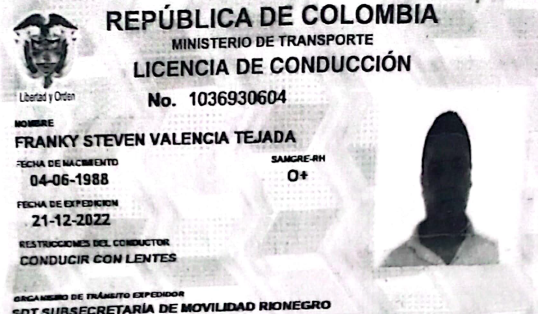 REPÚBLICA DE COLOMBIA
MINISTERIO DE TRANSPORTE
LICENCIA DE CONDUCCIÓN
Libertad y Orden
No. 1036930604
NOMBRE
FRANKY STEVEN VALENCIA TEJADA
FECHA DE NACIMIENTO
SANGRE-RH
04-06-1988
O+
FECHA DE EXPEDICION
21-12-2022
RESTRICCIONES DEL CONDUCTOR
CONDUCIR CON LENTES
ORGANISMO DE TRÁNSITO EXPEDIDOR
SDT SUBSECRETARÍA DE MOVILIDAD RIONEGRO